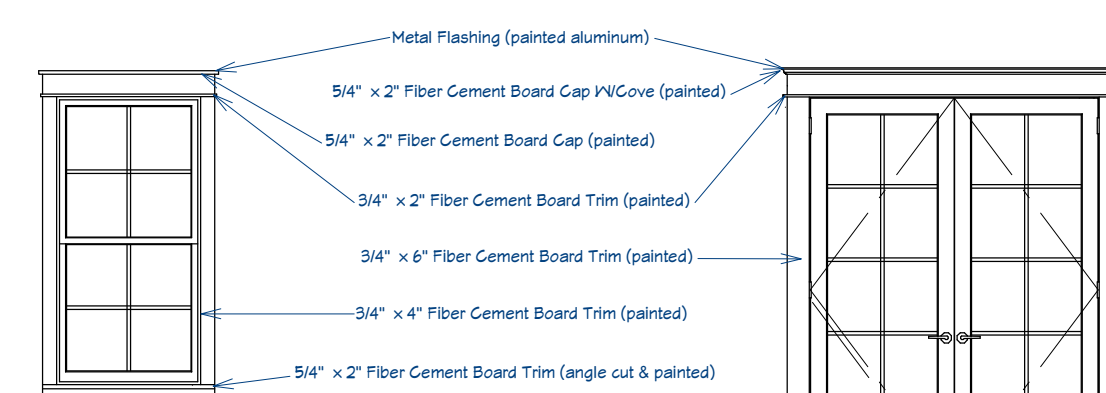 Metal Flashing (painted aluminum)
5/4" x 2" Fiber Cement Board Cap W/Cove (painted)
5/4" x 2" Fiber Cement Board Cap (painted)
3/4" x 2" Fiber Cement Board Trim (painted)
3/4" x 6" Fiber Cement Board Trim (painted)
3/4" x 4" Fiber Cement Board Trim (painted)
5/4" x 2" Fiber Cement Board Trim (angle cut & painted)